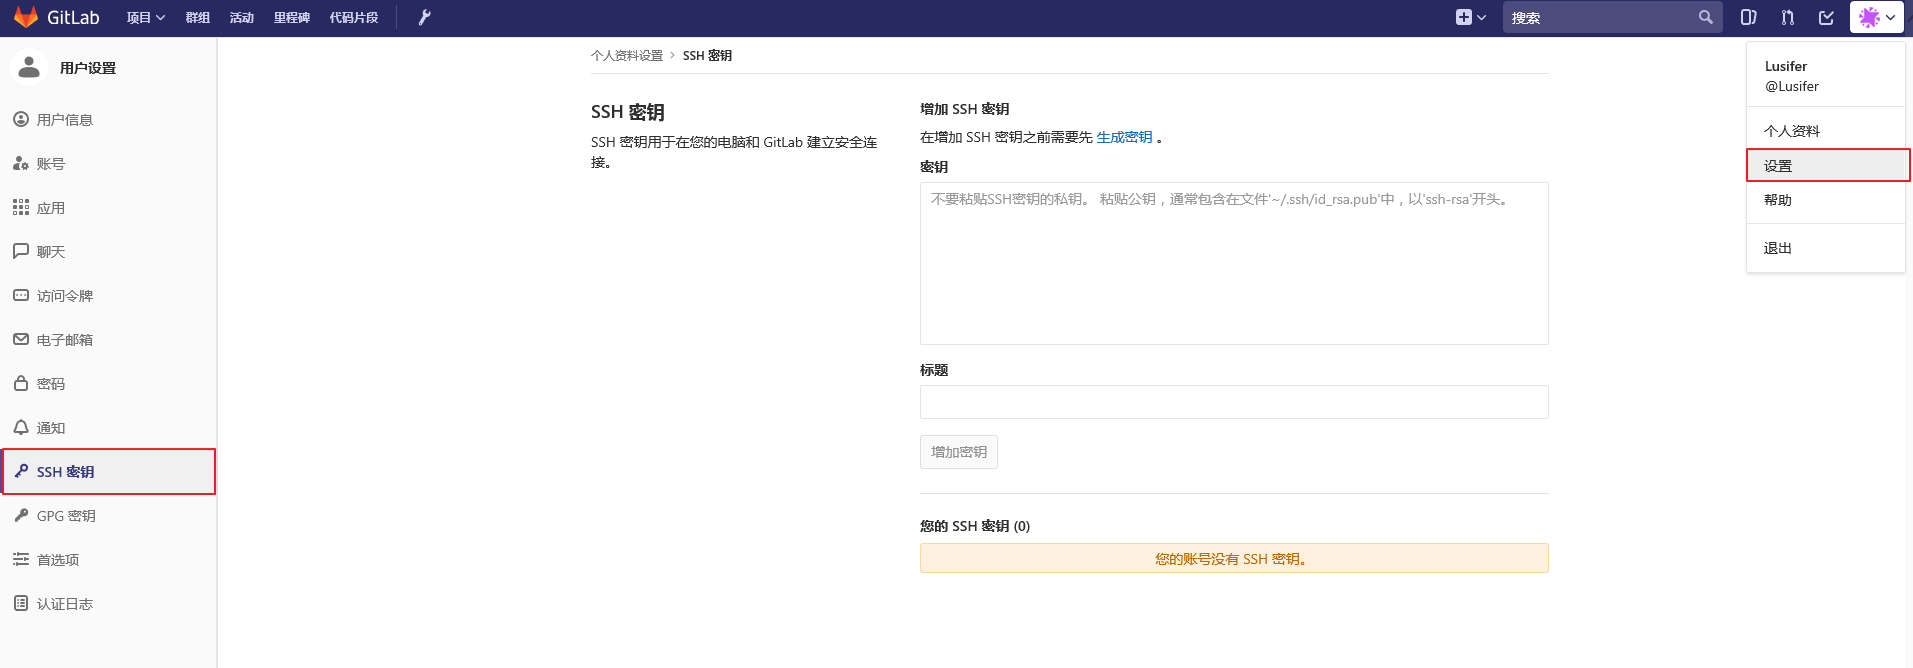 GitLab
项目
群组
活动
里程碑
代码片段
搜索
用户设置
用户信息
账号
应用
聊天
访问令牌
电子邮箱
密码
通知
SSH 密钥
GPG 密钥
首选项
认证日志
个人资料设置 › SSH 密钥
SSH 密钥
SSH 密钥用于在您的电脑和 GitLab 建立安全连
接。
增加 SSH 密钥
在增加 SSH 密钥之前需要先 生成密钥 。
密钥
不要粘贴SSH密钥的私钥。 粘贴公钥，通常包含在文件'~/.ssh/id_rsa.pub'中，以'ssh-rsa'开头。
标题
增加密钥
您的 SSH 密钥 (0)
您的账号没有 SSH 密钥。
Lusifer
@Lusifer
个人资料
设置
帮助
退出